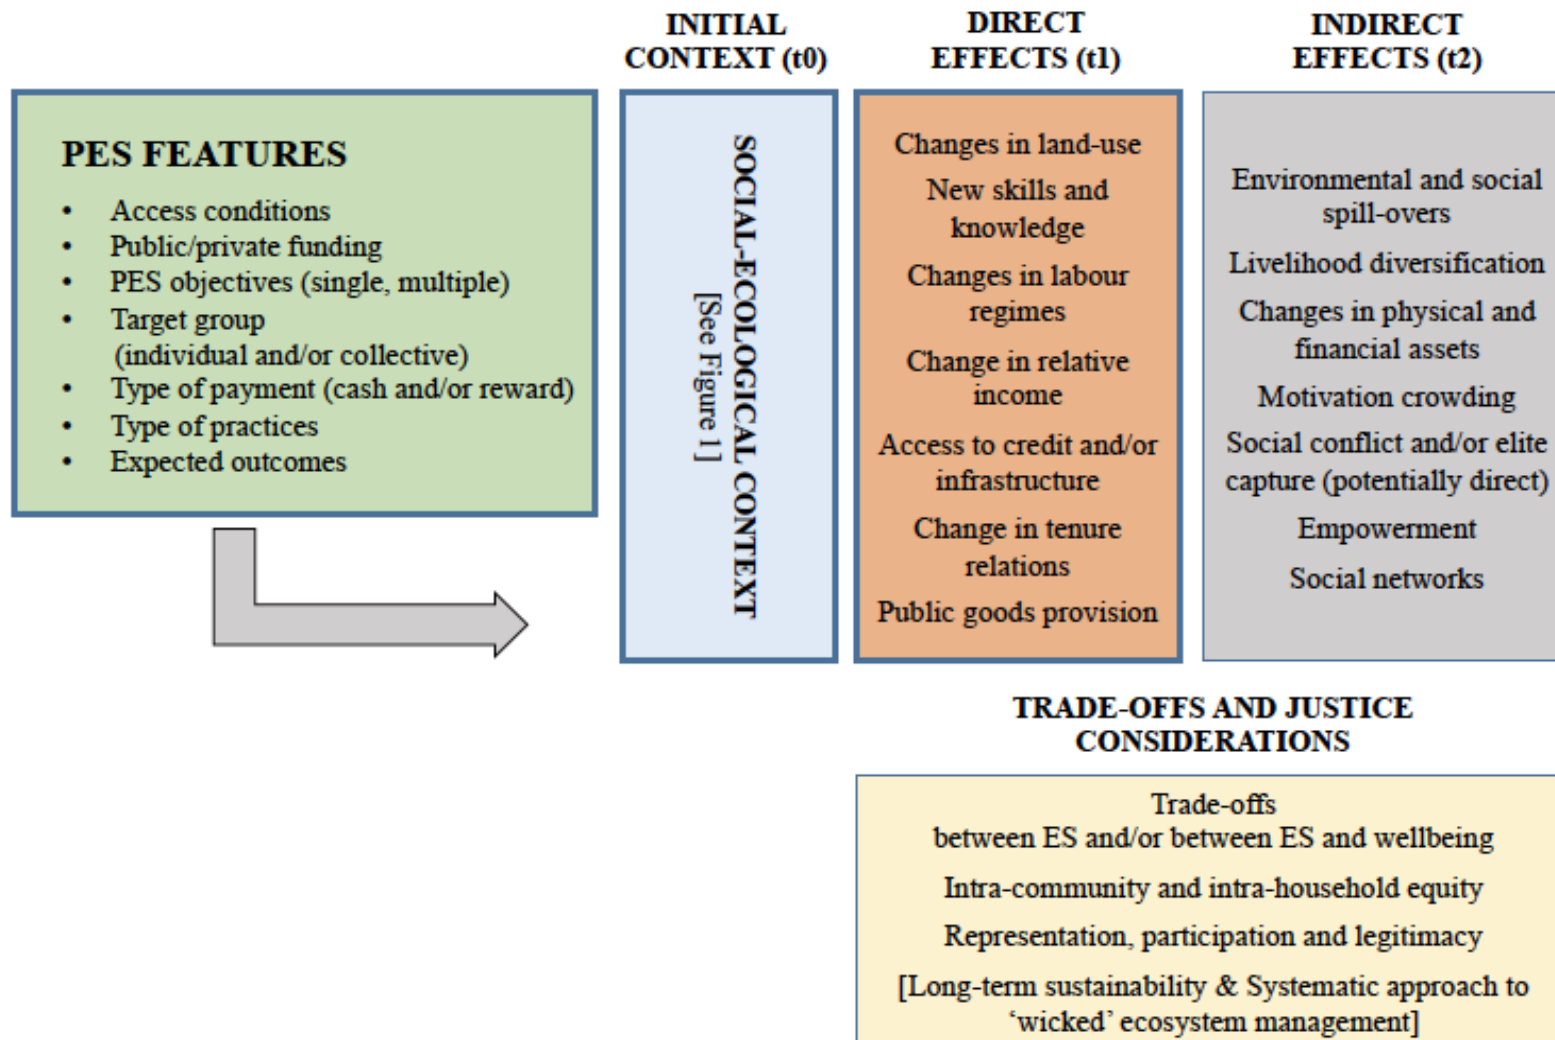 INITIAL
CONTEXT (t0)
DIRECT
EFFECTS (t1)
INDIRECT
EFFECTS (t2)
PES FEATURES
• Access conditions
• Public/private funding
• PES objectives (single, multiple)
• Target group
(individual and/or collective)
• Type of payment (cash and/or reward)
• Type of practices
• Expected outcomes
SOCIAL-ECOLOGICAL CONTEXT
[See Figure 1]
Changes in land-use
New skills and
knowledge
Changes in labour
regimes
Change in relative
income
Access to credit and/or
infrastructure
Change in tenure
relations
Public goods provision
Environmental and social
spill-overs
Livelihood diversification
Changes in physical and
financial assets
Motivation crowding
Social conflict and/or elite
capture (potentially direct)
Empowerment
Social networks
TRADE-OFFS AND JUSTICE
CONSIDERATIONS
Trade-offs
between ES and/or between ES and wellbeing
Intra-community and intra-household equity
Representation, participation and legitimacy
[Long-term sustainability & Systematic approach to
‘wicked’ ecosystem management]